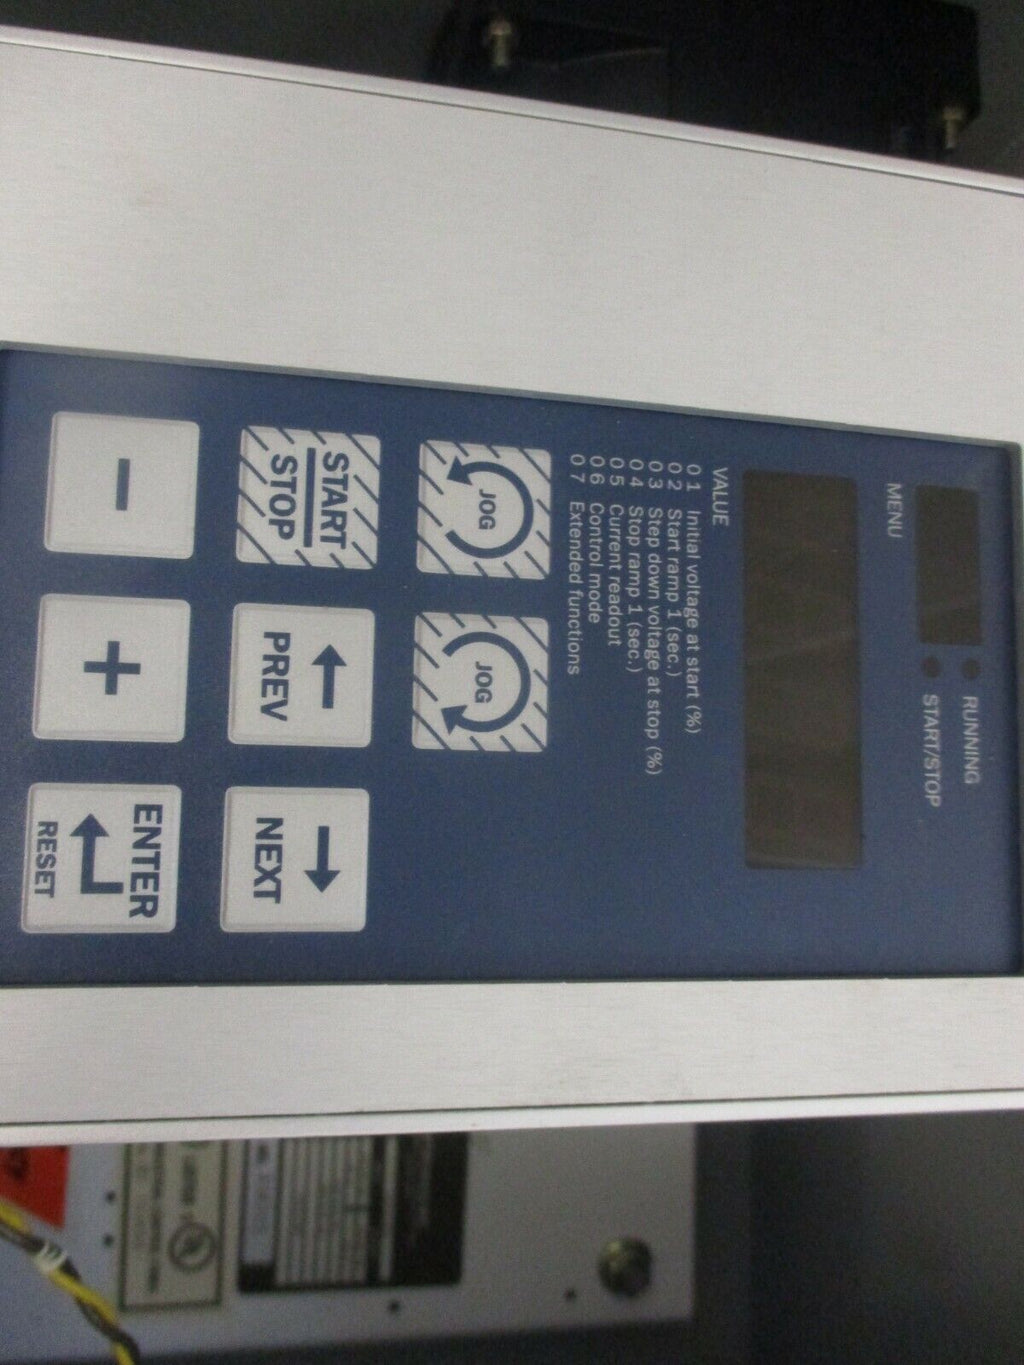 RUNNING
START/STOP
MENU
VALUE
01 Initial voltage at start (%)
02 Start ramp 1 (sec.)
03 Step down voltage at stop (%)
04 Stop ramp 1 (sec.)
05 Current readout
06 Control mode
07 Extended functions
JOG JOG
START
STOP
PREV
NEXT
-
+
ENTER
RESET